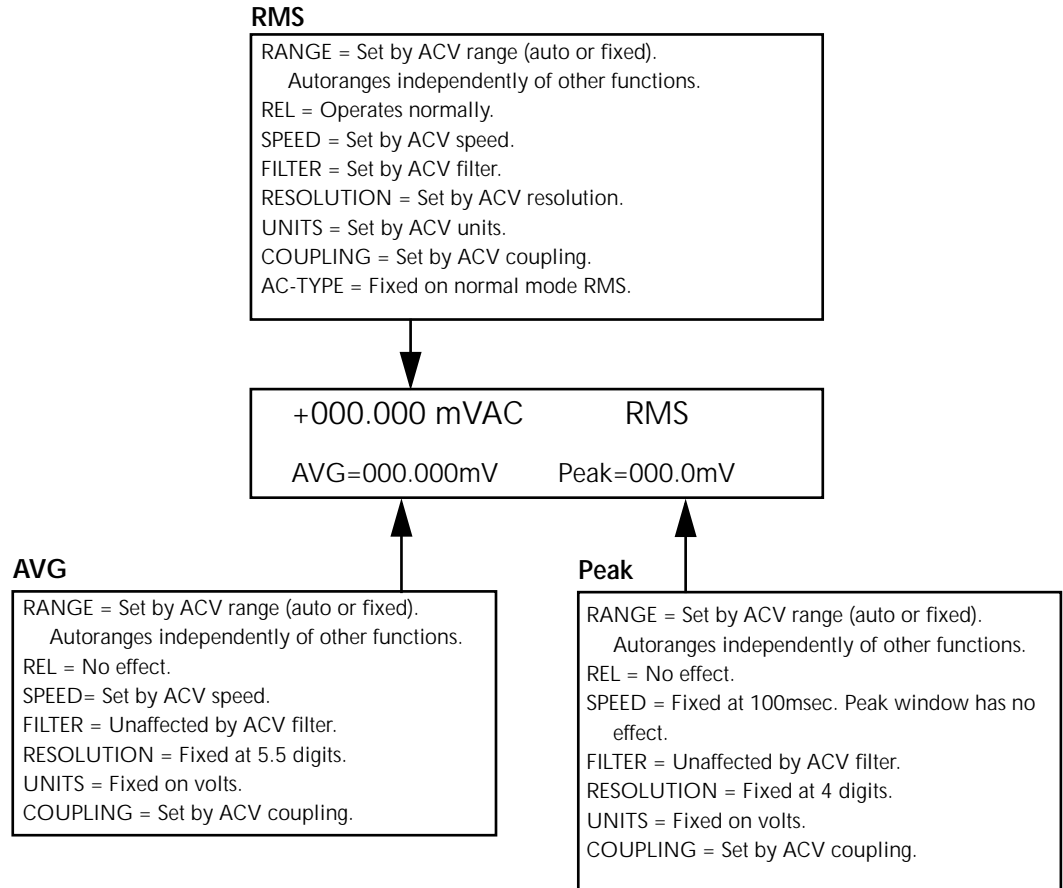 RMS
RANGE = Set by ACV range (auto or fixed).
Autoranges independently of other functions.
REL = Operates normally.
SPEED = Set by ACV speed.
FILTER = Set by ACV filter.
RESOLUTION = Set by ACV resolution.
UNITS = Set by ACV units.
COUPLING = Set by ACV coupling.
AC-TYPE = Fixed on normal mode RMS.
+000.000 mVAC RMS
AVG=000.000mV Peak=000.0mV
AVG
RANGE = Set by ACV range (auto or fixed).
Autoranges independently of other functions.
REL = No effect.
SPEED= Set by ACV speed.
FILTER = Unaffected by ACV filter.
RESOLUTION = Fixed at 5.5 digits.
UNITS = Fixed on volts.
COUPLING = Set by ACV coupling.
Peak
RANGE = Set by ACV range (auto or fixed).
Autoranges independently of other functions.
REL = No effect.
SPEED = Fixed at 100msec. Peak window has no
effect.
FILTER = Unaffected by ACV filter.
RESOLUTION = Fixed at 4 digits.
UNITS = Fixed on volts.
COUPLING = Set by ACV coupling.